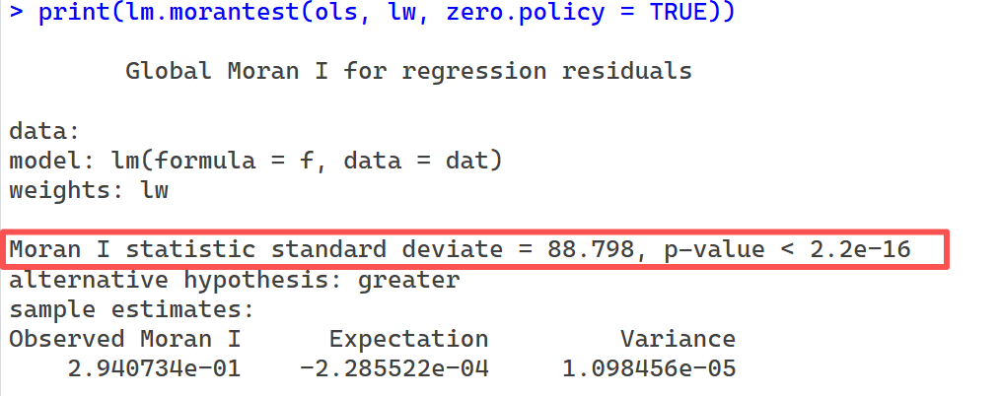 > print(lm.morantest(ols, lw, zero.policy = TRUE))
Global Moran I for regression residuals
data:
model: lm(formula = f, data = dat)
weights: lw
Moran I statistic standard deviate = 88.798, p-value < 2.2e-16
alternative hypothesis: greater
sample estimates:
Observed Moran I      Expectation         Variance
    2.940734e-01    -2.285522e-04     1.098456e-05